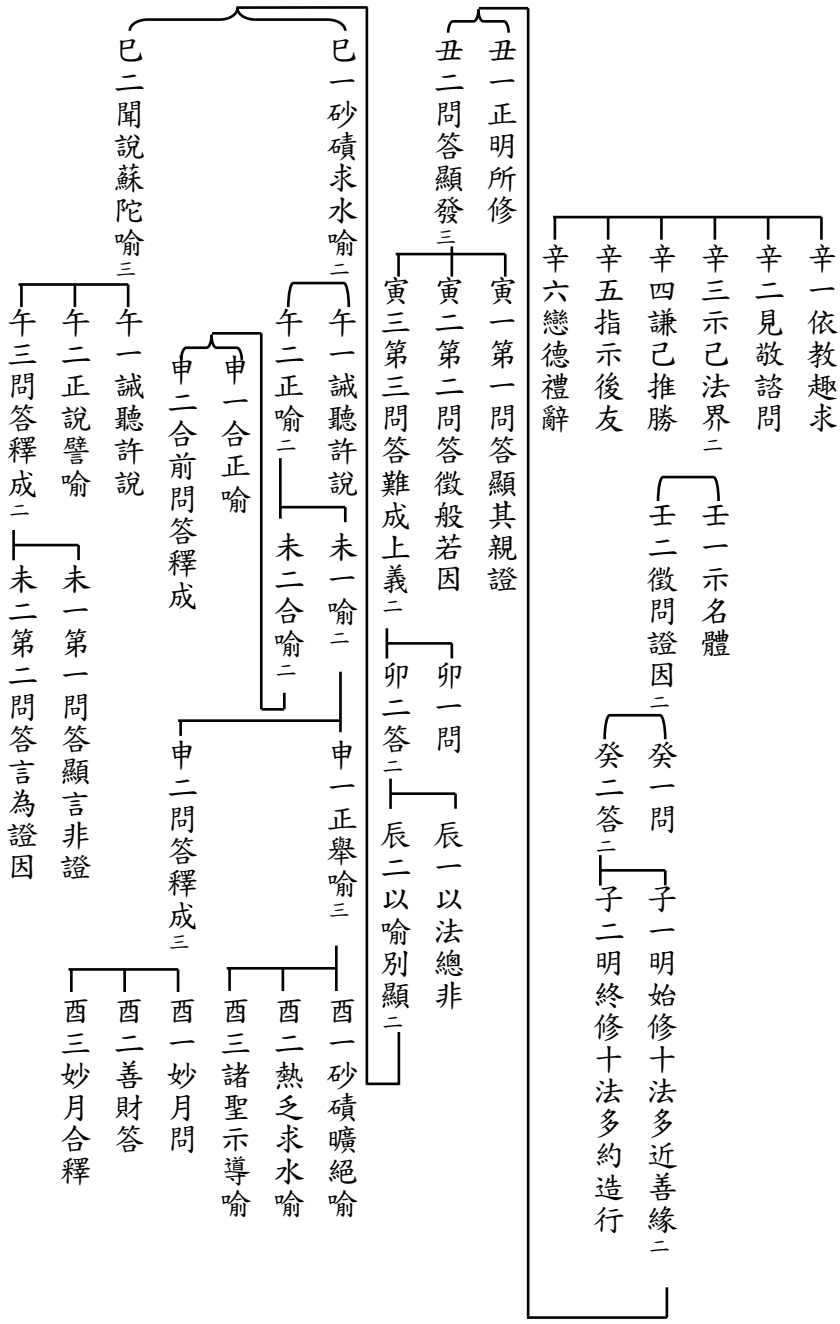 辛一依教趣求
辛二見敬諮問
辛三示己法界二
辛四謙己推勝
辛五指示後友
辛六戀德禮辭
壬一示名體
壬二徵問證因二
癸一問
癸二答二
子一明始修十法多近善緣二
子二明終修十法多約造行
丑一正明所修
丑二問答顯發三
寅一第一問答顯其親證
寅二第二問答徵般若因
寅三第三問答難成上義二
卯一問
卯二答二
辰一以法總非
辰二以喻別顯二
巳一砂磧求水喻二
巳二聞說蘇陀喻三
午一誡聽許說
午二正喻二
未一喻二
未二合喻二
申一正舉喻三
申二問答釋成三
酉一砂磧曠絕喻
酉二熱乏求水喻
酉三諸聖示導喻
酉一妙月問
酉二善財答
酉三妙月合釋
申一合正喻
申二合前問答釋成
午一誡聽許說
午二正說譬喻
午三問答釋成二
未一第一問答顯言非證
未二第二問答言為證因